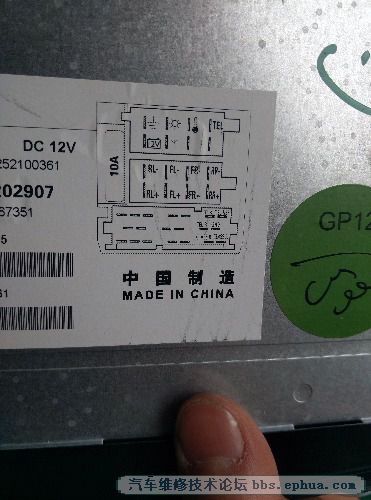 DC 12V
252100361
202907
67351
5
61
10A
TEL
12V
RL- FL- FR- RR-
RL+ FL+ FR+ RR+
中国制造
MADE IN CHINA
GP12
汽车维修技术论坛 bbs.ephua.com